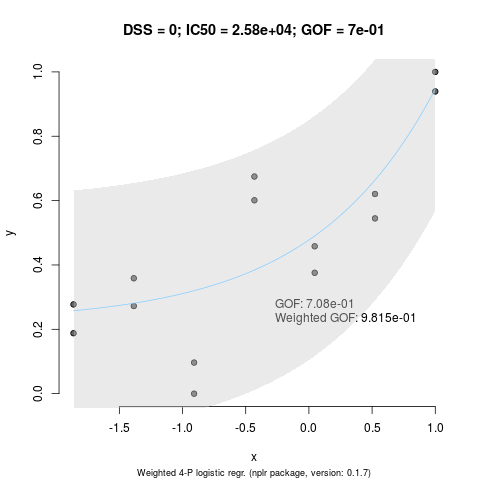 DSS = 0; IC50 = 2.58e+04; GOF = 7e-01
1.0
0.8
0.6
0.4
0.2
0.0
y
GOF: 7.08e-01
Weighted GOF: 9.815e-01
-1.5 -1.0 -0.5 0.0 0.5 1.0
x
Weighted 4-P logistic regr. (nplr package, version: 0.1.7)